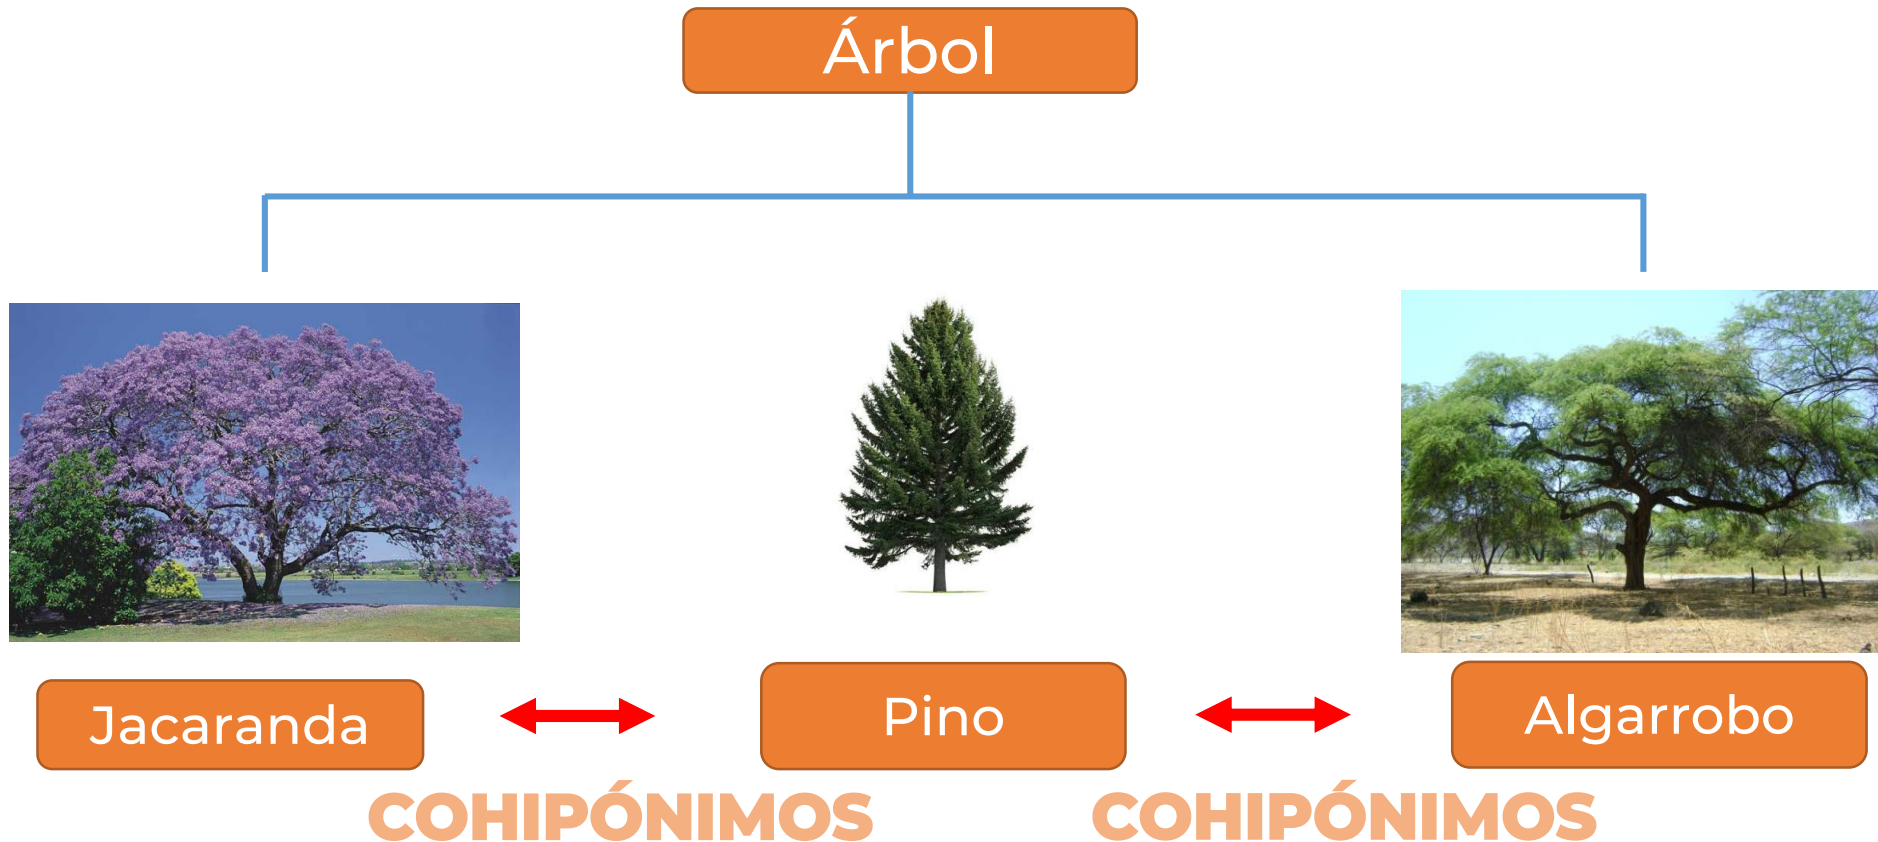 Árbol
Jacaranda
Pino
Algarrobo
COHIPÓNIMOS
COHIPÓNIMOS